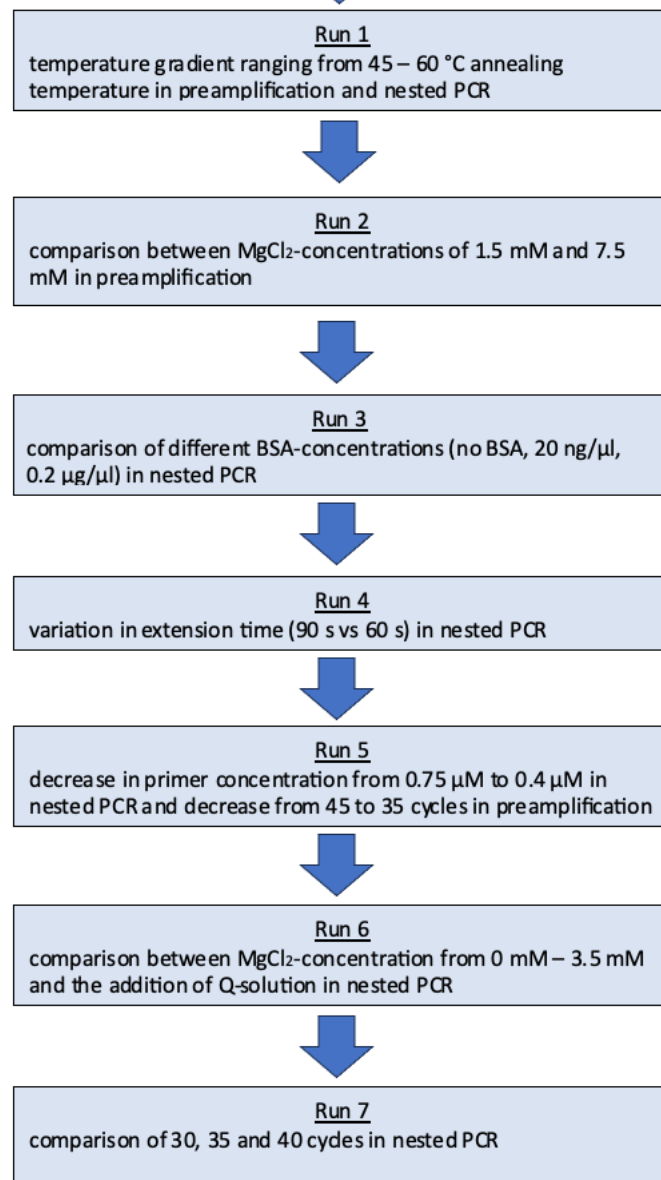 Run 1
temperature gradient ranging from 45 – 60 °C annealing
temperature in preamplification and nested PCR
Run 2
comparison between MgCl₂-concentrations of 1.5 mM and 7.5
mM in preamplification
Run 3
comparison of different BSA-concentrations (no BSA, 20 ng/µl,
0.2 µg/µl) in nested PCR
Run 4
variation in extension time (90 s vs 60 s) in nested PCR
Run 5
decrease in primer concentration from 0.75 µM to 0.4 µM in
nested PCR and decrease from 45 to 35 cycles in preamplification
Run 6
comparison between MgCl₂-concentration from 0 mM – 3.5 mM
and the addition of Q-solution in nested PCR
Run 7
comparison of 30, 35 and 40 cycles in nested PCR